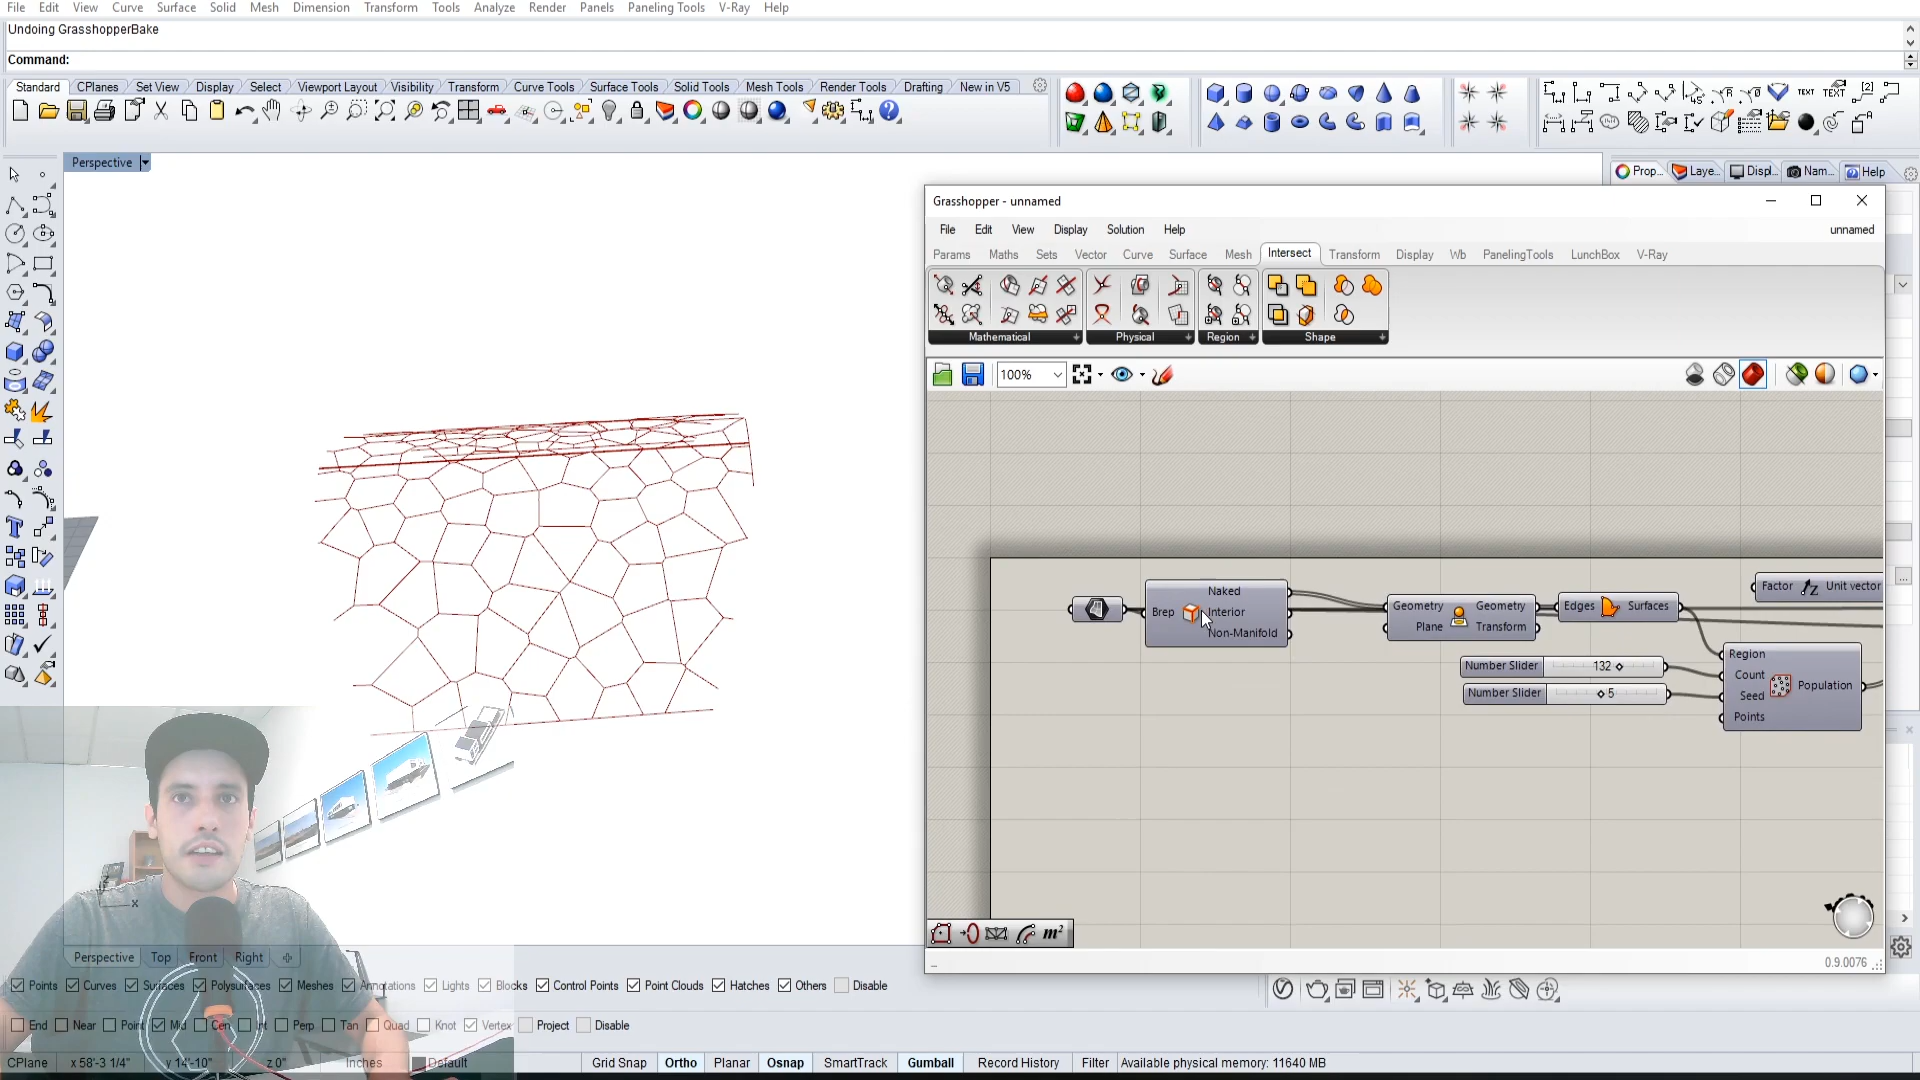 File Edit View Curve Surface Solid Mesh Dimension Transform Tools Analyze Render Panels Paneling Tools V-Ray Help
Undoing GrasshopperBake
Command:
Standard CPlanes Set View Display Select Viewport Layout Visibility Transform Curve Tools Surface Tools Solid Tools Mesh Tools Render Tools Drafting New in V5
TEXT TEXT
Perspective
Prop... Laye... Displ... Nam... Help
Grasshopper - unnamed
File Edit View Display Solution Help
unnamed
Params Maths Sets Vector Curve Surface Mesh Intersect Transform Display Wb PanelingTools LunchBox V-Ray
Mathematical Physical Region Shape
100%
Brep
Naked
Interior
Non-Manifold
Geometry Geometry
Plane Transform
Edges Surfaces
Factor Unit vector
Number Slider 132
Number Slider 5
Region
Count
Seed
Points
Population
m²
0.9.0076
x
Perspective Top Front Right
Points Curves Surfaces Polysurfaces Meshes Annotations Lights Blocks Control Points Point Clouds Hatches Others Disable
End Near Point Mid Cen Int Perp Tan Quad Knot Vertex Project Disable
CPlane x 58'-3 1/4" y 14'-10" z 0" Inches Default Grid Snap Ortho Planar Osnap SmartTrack Gumball Record History Filter Available physical memory: 11640 MB